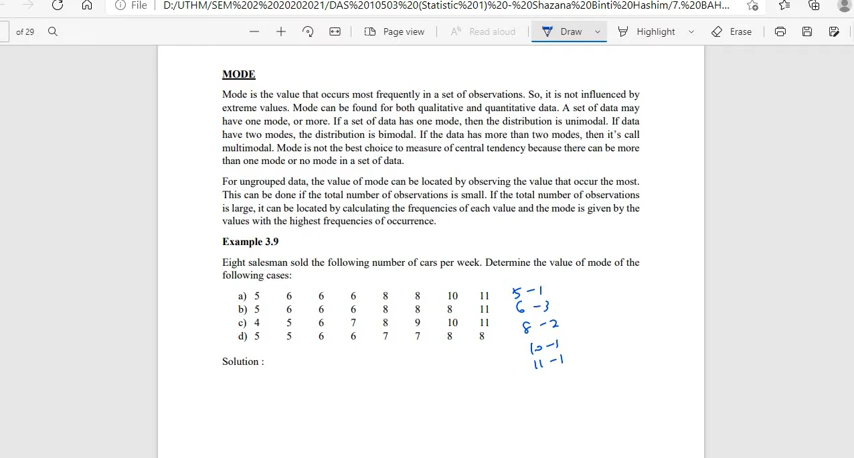 File D:/UTHM/SEM%202%2020202021/DAS%2010503%20(Statistic%201)%20-%20Shazana%20Binti%20Hashim/7.%20BAH...
of 29 Page view Read aloud Draw Highlight Erase
MODE
Mode is the value that occurs most frequently in a set of observations. So, it is not influenced by
extreme values. Mode can be found for both qualitative and quantitative data. A set of data may
have one mode, or more. If a set of data has one mode, then the distribution is unimodal. If data
have two modes, the distribution is bimodal. If the data has more than two modes, then it's call
multimodal. Mode is not the best choice to measure of central tendency because there can be more
than one mode or no mode in a set of data.
For ungrouped data, the value of mode can be located by observing the value that occur the most.
This can be done if the total number of observations is small. If the total number of observations
is large, it can be located by calculating the frequencies of each value and the mode is given by the
values with the highest frequencies of occurrence.
Example 3.9
Eight salesman sold the following number of cars per week. Determine the value of mode of the
following cases:
a) 5 6 6 6 8 8 10 11
b) 5 6 6 6 8 8 8 11
c) 4 5 6 7 8 9 10 11
d) 5 5 6 6 7 7 8 8
5 - 1
6 - 3
8 - 2
10 - 1
11 - 1
Solution :